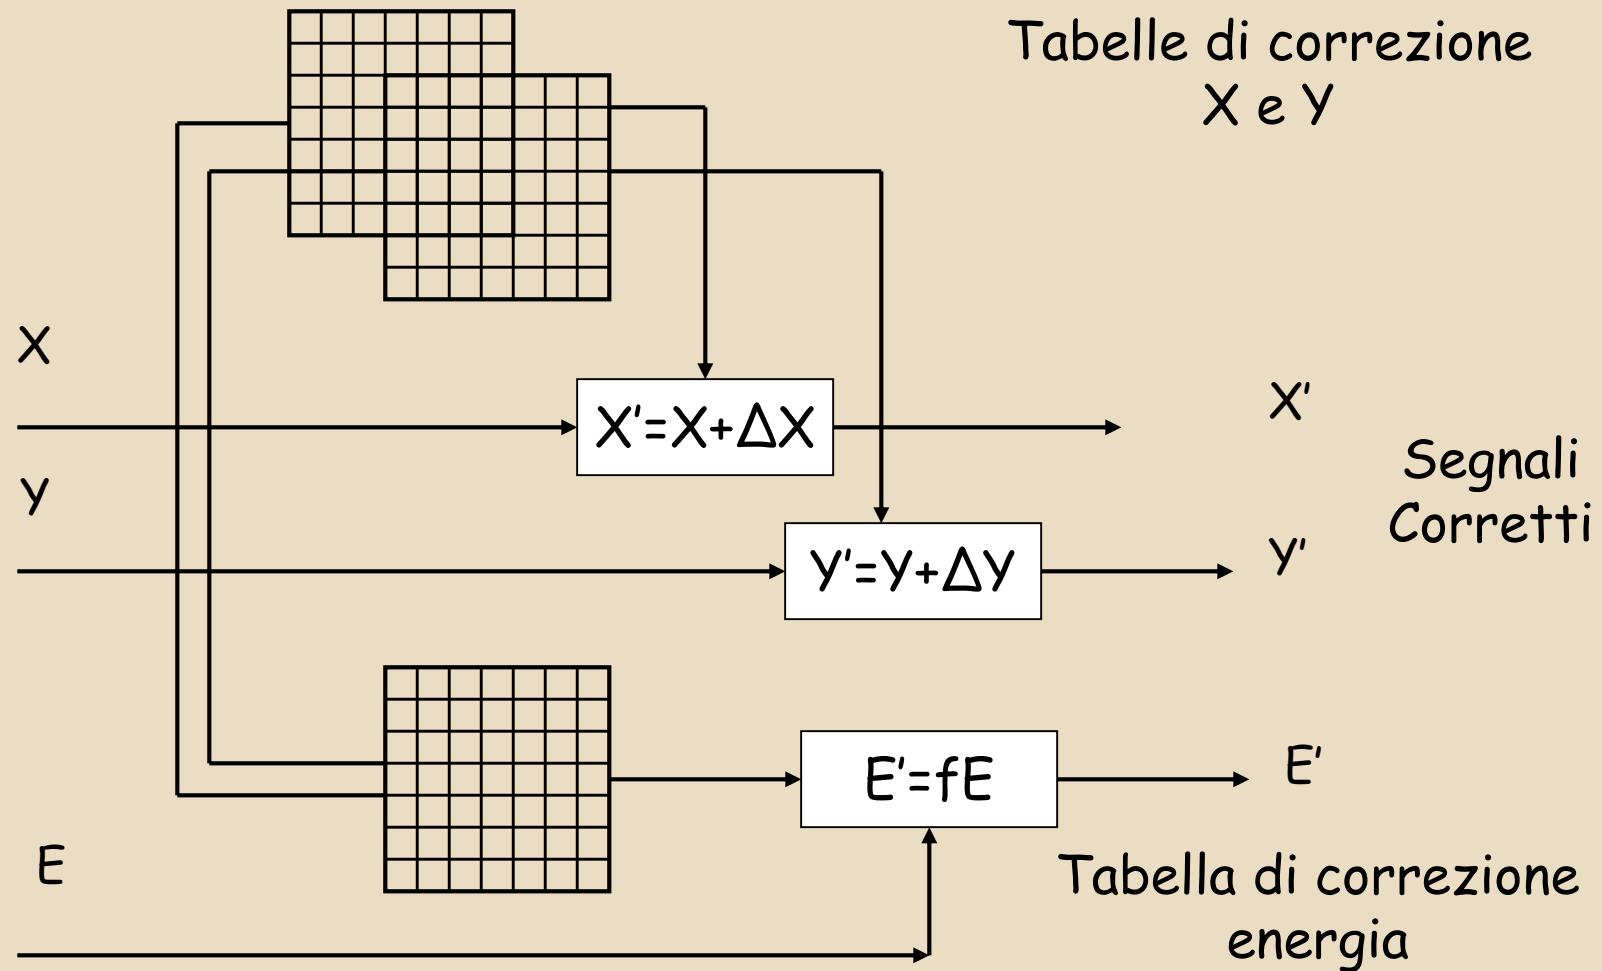 Tabelle di correzione
X e Y
X
X'=X+ΔX
X'
Segnali
Corretti
Y
Y'=Y+ΔY
Y'
E'=fE
E'
E
Tabella di correzione
energia